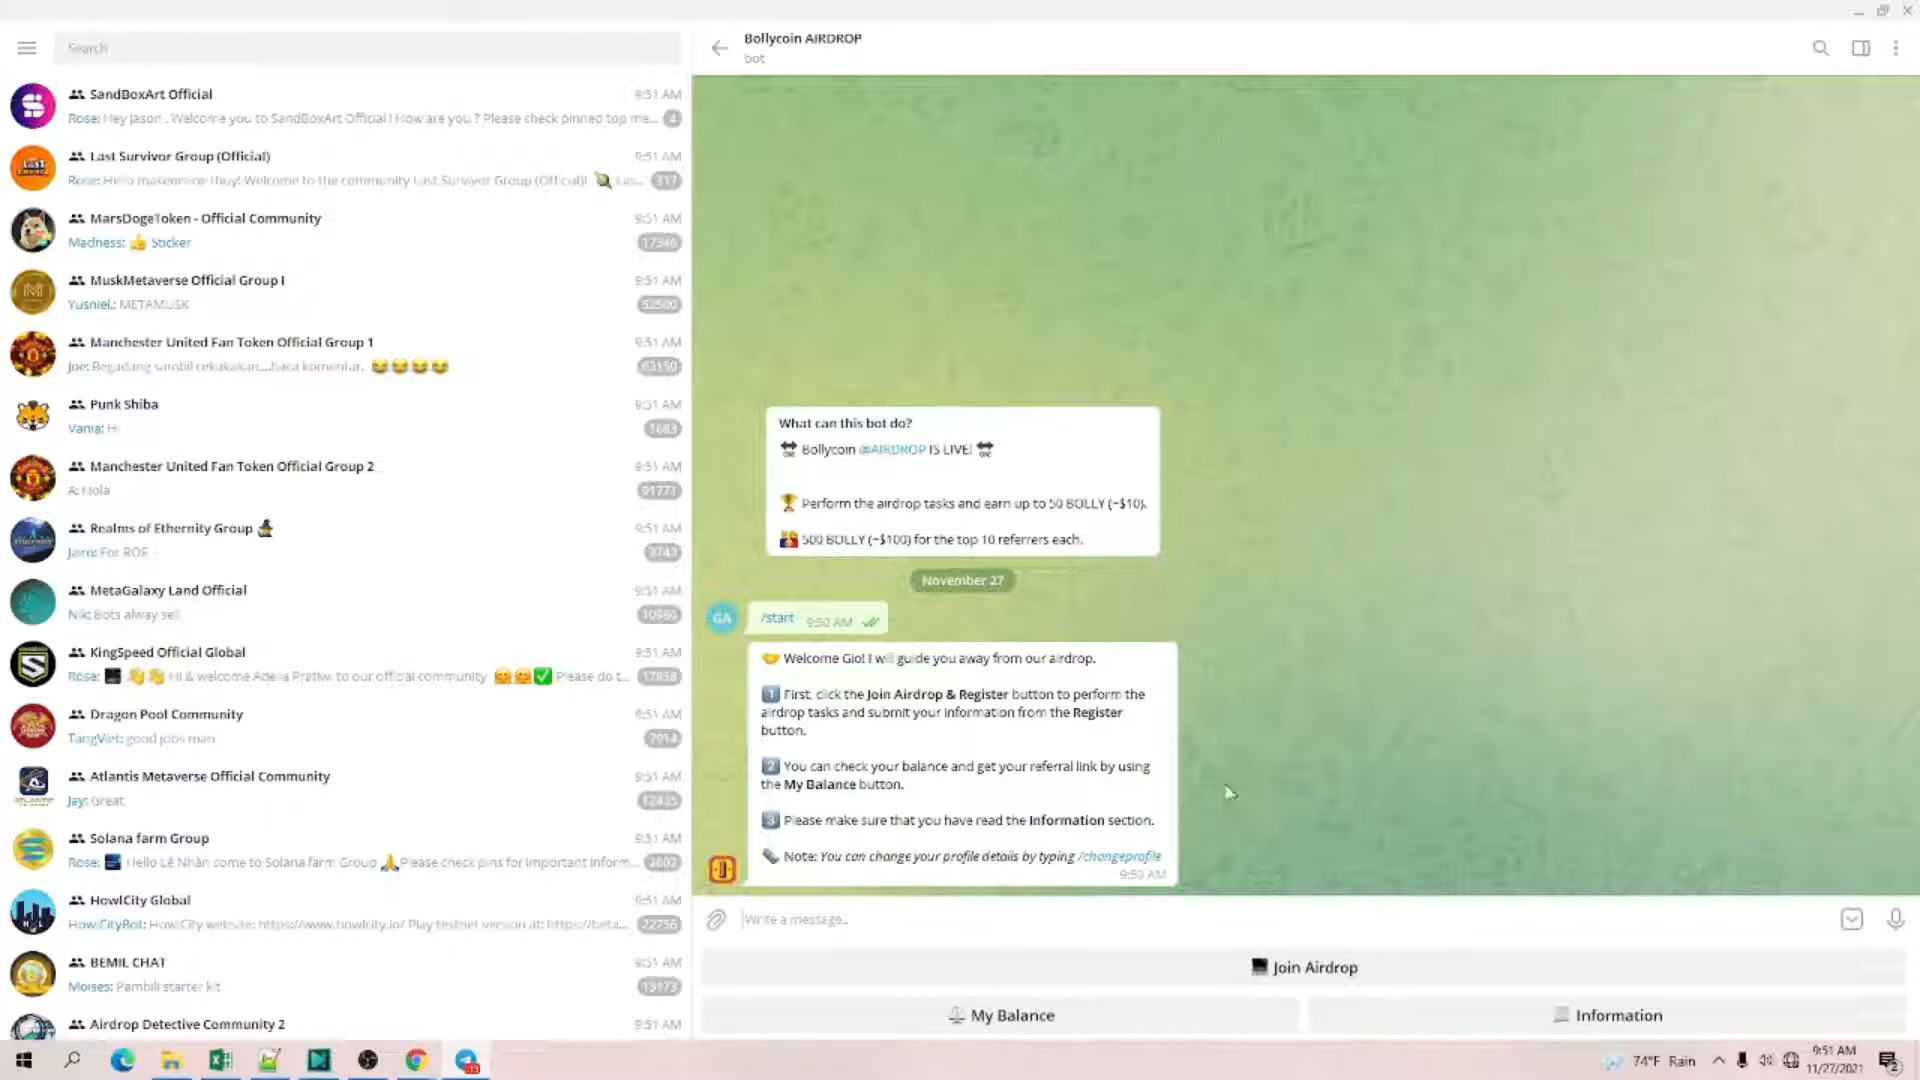 Search
SandBoxArt Official 9:51 AM
Rose: Hey Jason . Welcome you to SandBoxArt Official ! How are you ? Please check pinned top me... 4
Last Survivor Group (Official) 9:51 AM
Rose: Hello makeonline thuy! Welcome to the community Last Survivor Group (Official)! Las... 317
MarsDogeToken - Official Community 9:51 AM
Madness: 👍 Sticker 17346
MuskMetaverse Official Group I 9:51 AM
Yusniel.: METAMUSK 52500
Manchester United Fan Token Official Group 1 9:51 AM
Joe: Begadang sambil cekakakan....baca komentar. 😂😂😂😂 63150
Punk Shiba 9:51 AM
Vania: Hi 1683
Manchester United Fan Token Official Group 2 9:51 AM
A: Hola 91771
Realms of Ethernity Group 9:51 AM
Jairo: For ROE 3743
MetaGalaxy Land Official 9:51 AM
Nik: Bots alway sell 10980
KingSpeed Official Global 9:51 AM
Rose: 👋👋 Hi & welcome Adelia Pratiwi to our official community 🤗🤗✅ Please do t... 17858
Dragon Pool Community 9:51 AM
TangViet: good jobs man 7914
Atlantis Metaverse Official Community 9:51 AM
Jay: Great 12435
Solana farm Group 9:51 AM
Rose: Hello Lê Nhàn come to Solana farm Group 🙏Please check pins for important inform... 2602
HowlCity Global 9:51 AM
HowlCityBot: HowlCity website: https://www.howlcity.io/ Play testnet version at: https://beta... 22756
BEMIL CHAT 9:51 AM
Moises: Pambili starter kit 13173
Airdrop Detective Community 2 9:51 AM
Bollycoin AIRDROP
bot
What can this bot do?
🔛 Bollycoin @AIRDROP IS LIVE! 🔛
🏆 Perform the airdrop tasks and earn up to 50 BOLLY (~$10).
500 BOLLY (~$100) for the top 10 referrers each.
November 27
GA
/start 9:50 AM
🤝 Welcome Gio! I will guide you away from our airdrop.
1️⃣ First, click the Join Airdrop & Register button to perform the
airdrop tasks and submit your information from the Register
button.
2️⃣ You can check your balance and get your referral link by using
the My Balance button.
3️⃣ Please make sure that you have read the Information section.
Note: You can change your profile details by typing /changeprofile
9:50 AM
Write a message...
Join Airdrop
My Balance
Information
74°F Rain
9:51 AM
11/27/2021
2